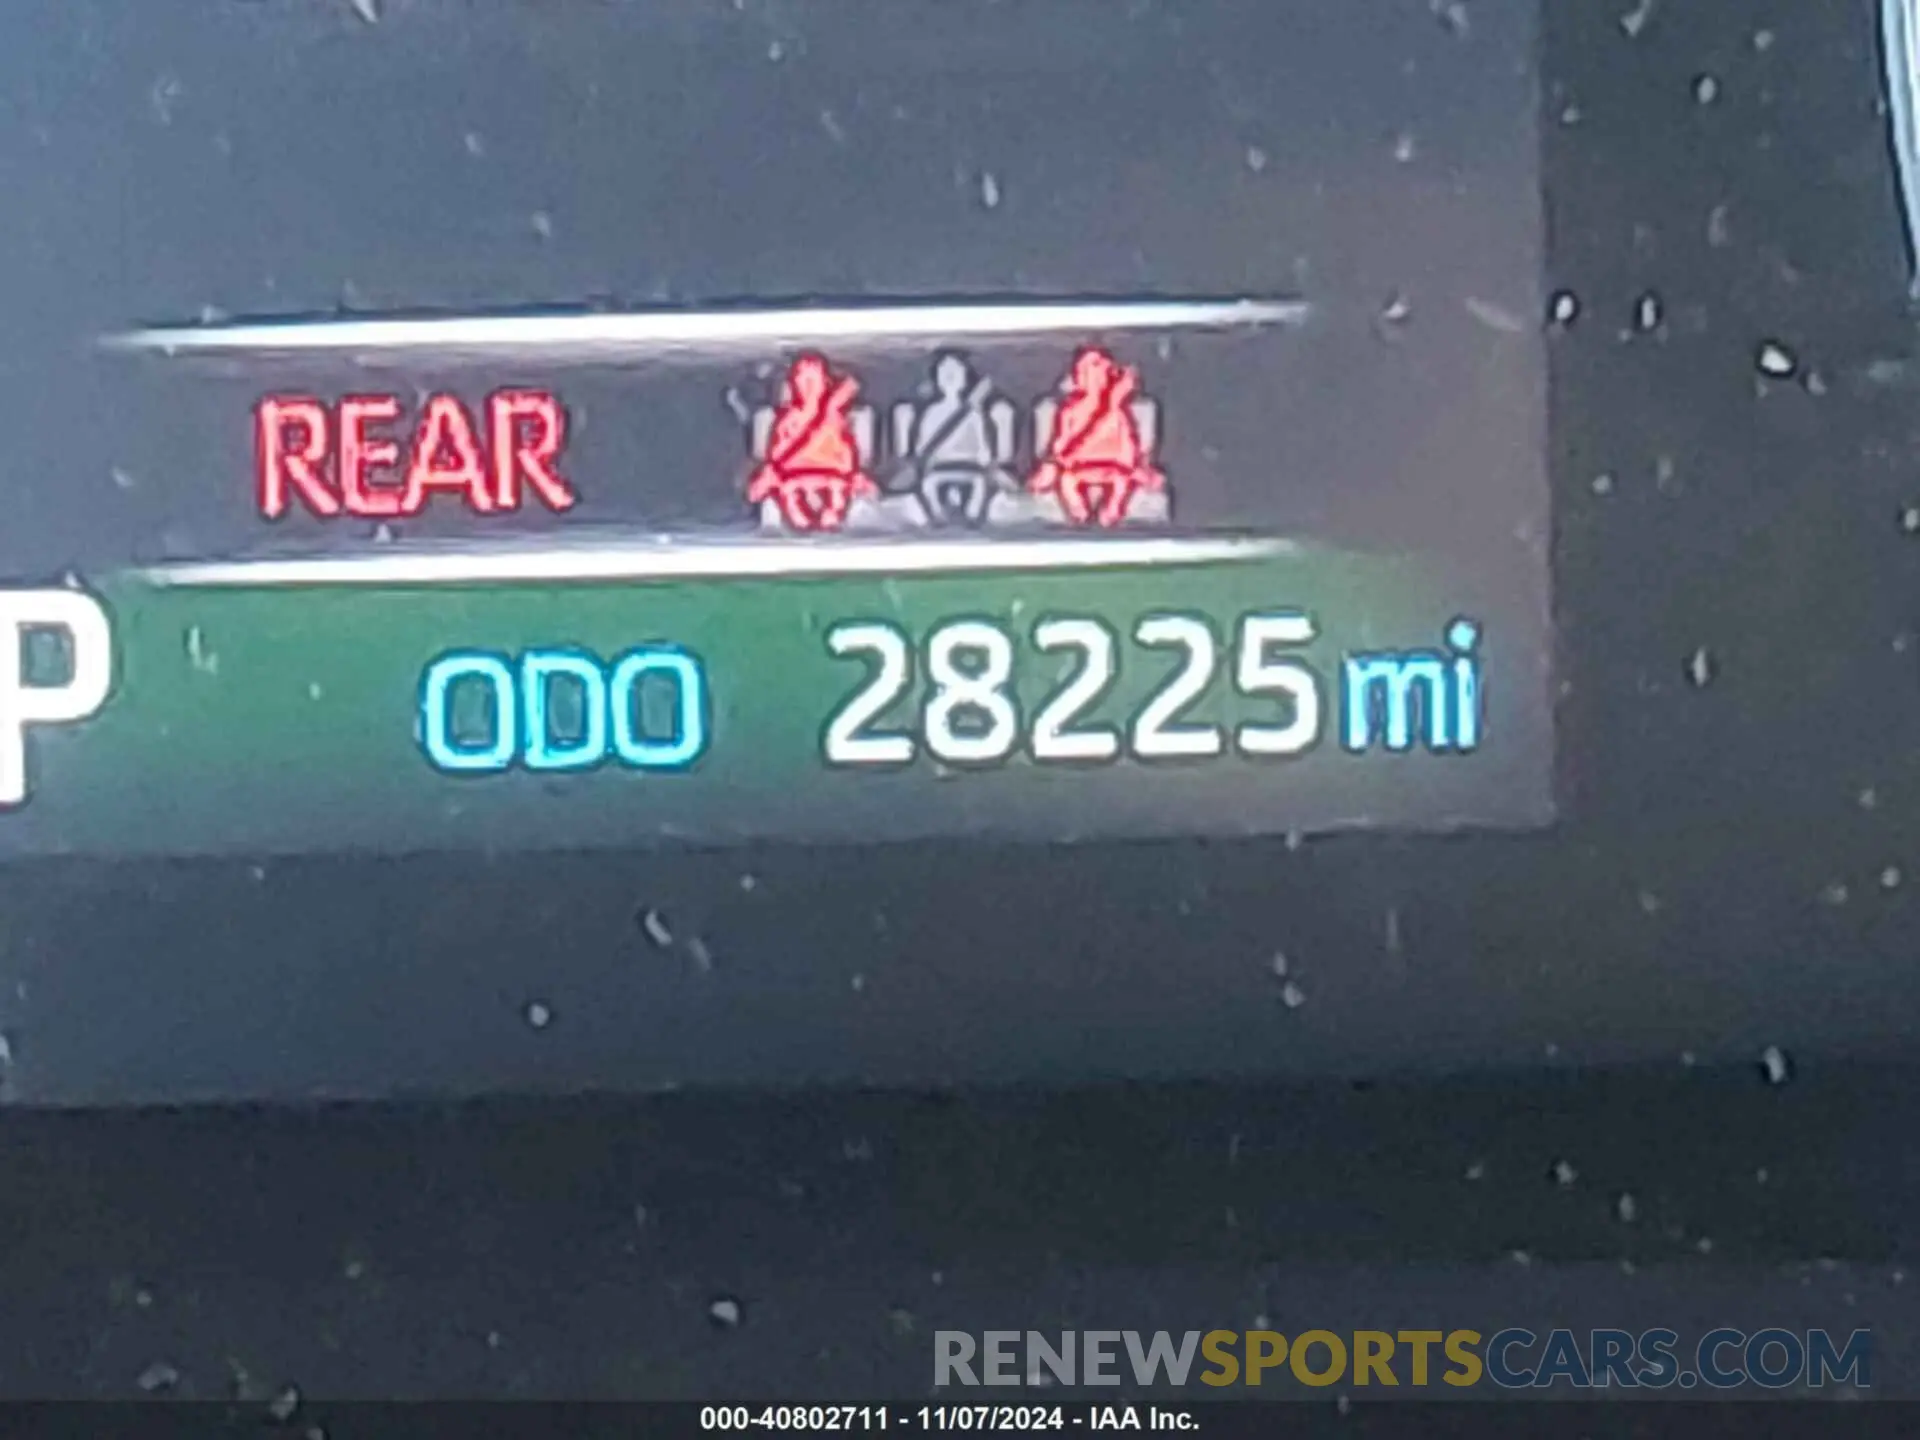 REAR
P
ODO 28225 mi
RENEWSPORTSCARS.COM
000-40802711 - 11/07/2024 - IAA Inc.